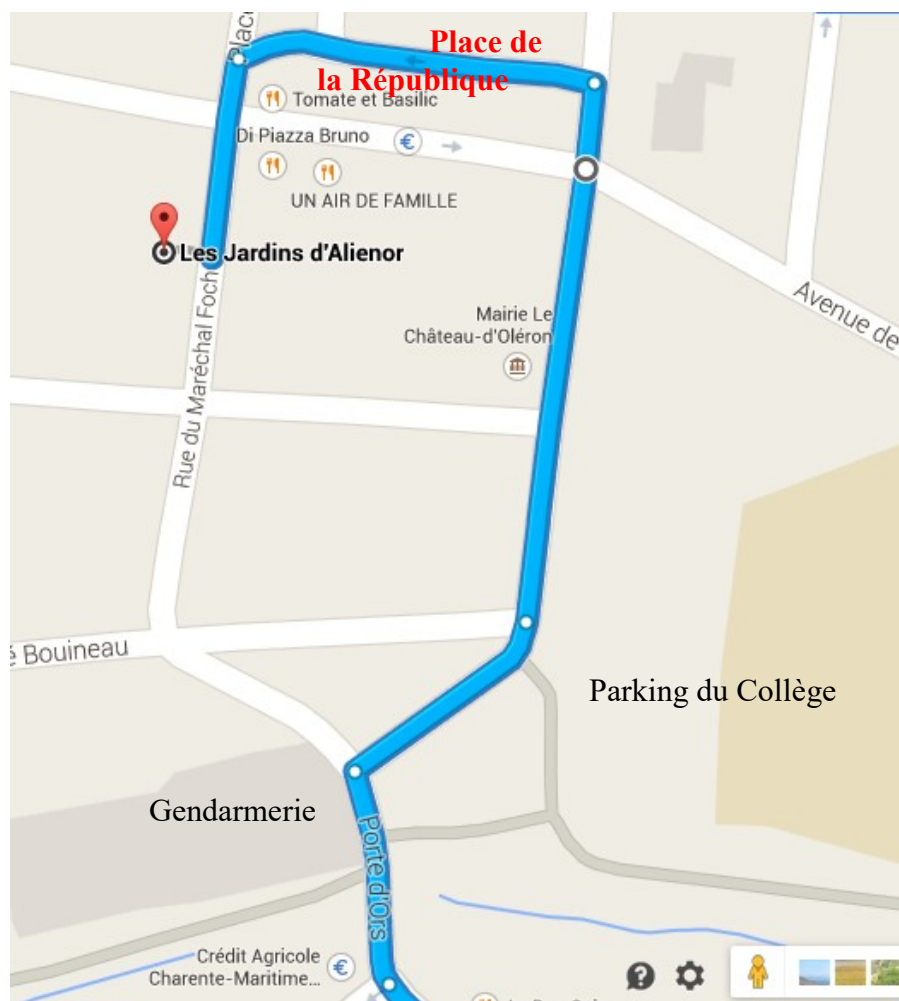 Place
Place de
la République
Tomate et Basilic
Di Piazza Bruno
€
UN AIR DE FAMILLE
Les Jardins d'Alienor
Avenue de
Mairie Le
Château-d'Oléron
Rue du Maréchal Foch
Bouineau
Parking du Collège
Gendarmerie
Porte d'Ors
Crédit Agricole
Charente-Maritime...
€